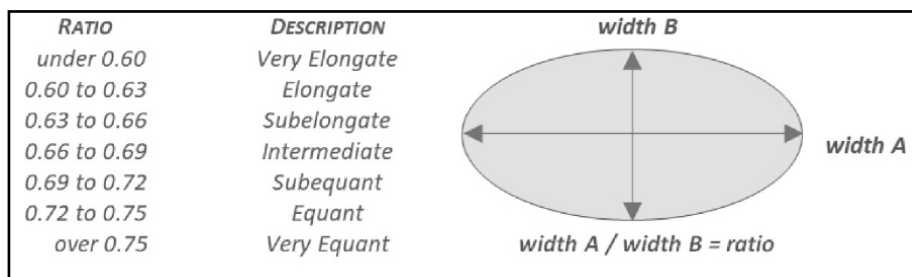 RATIO DESCRIPTION width B
under 0.60 Very Elongate
0.60 to 0.63 Elongate
0.63 to 0.66 Subelongate
0.66 to 0.69 Intermediate width A
0.69 to 0.72 Subequant
0.72 to 0.75 Equant
over 0.75 Very Equant width A / width B = ratio